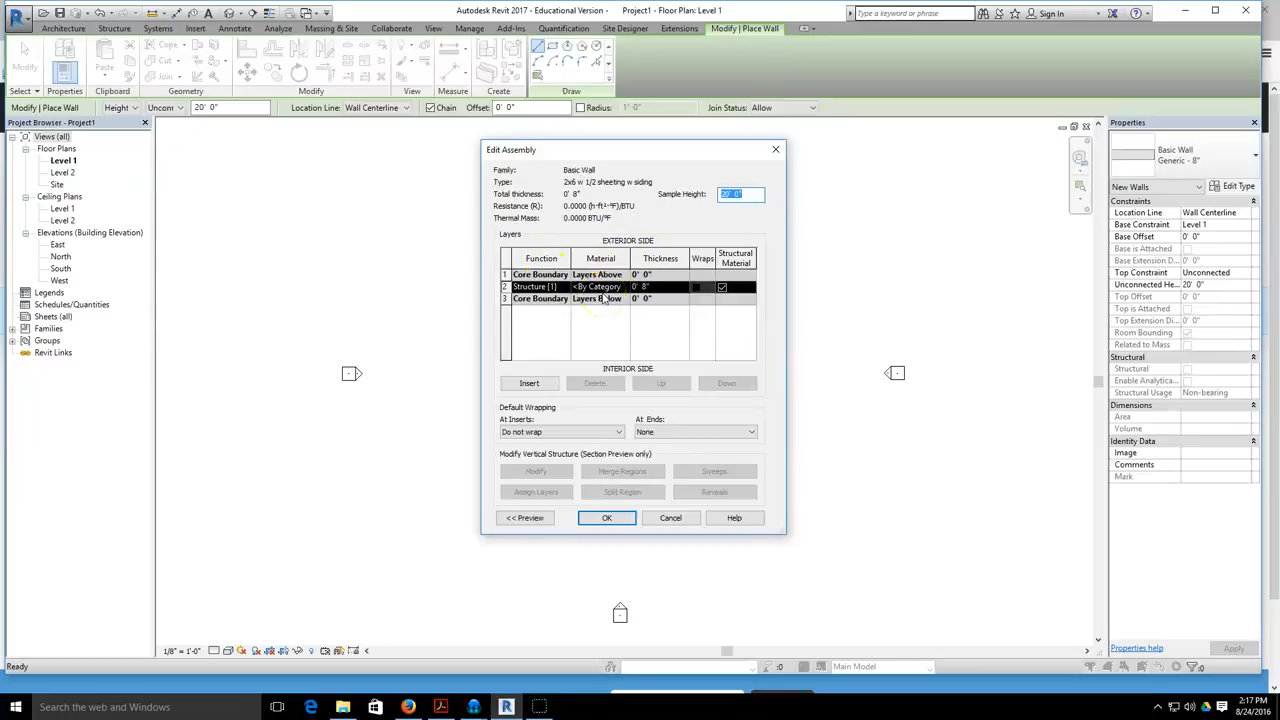 Autodesk Revit 2017 - Educational Version - Project1 - Floor Plan: Level 1
Type a keyword or phrase
Sign In
Architecture Structure Systems Insert Annotate Analyze Massing & Site Collaborate View Manage Add-Ins Quantification Site Designer Extensions Modify | Place Wall
Modify Paste Cope Cut Join
Select Properties Clipboard Geometry Modify View Measure Create Draw
Modify | Place Wall Height Uncon 20' 0" Location Line: Wall Centerline Chain Offset: 0' 0" Radius: 1' 0" Join Status: Allow
Project Browser - Project1
Views (all)
Floor Plans
Level 1
Level 2
Site
Ceiling Plans
Level 1
Level 2
Elevations (Building Elevation)
East
North
South
West
Legends
Schedules/Quantities
Sheets (all)
Families
Groups
Revit Links
Edit Assembly
Family: Basic Wall
Type: 2x6 w 1/2 sheeting w siding
Total thickness: 0' 8" Sample Height: 20' 0"
Resistance (R): 0.0000 (h·ft²·°F)/BTU
Thermal Mass: 0.0000 BTU/°F
Layers
EXTERIOR SIDE
Function Material Thickness Wraps Structural Material
1 Core Boundary Layers Above 0' 0"
2 Structure [1] <By Category 0' 8"
3 Core Boundary Layers Below 0' 0"
INTERIOR SIDE
Insert Delete Up Down
Default Wrapping
At Inserts: At Ends:
Do not wrap None
Modify Vertical Structure (Section Preview only)
Modify Merge Regions Sweeps
Assign Layers Split Region Reveals
<< Preview OK Cancel Help
Properties
Basic Wall
Generic - 8"
New Walls Edit Type
Constraints
Location Line Wall Centerline
Base Constraint Level 1
Base Offset 0' 0"
Base is Attached
Base Extension D
Top Constraint Unconnected
Unconnected He 20' 0"
Top Offset 0' 0"
Top is Attached
Top Extension Di 0' 0"
Room Bounding
Related to Mass
Structural
Structural
Enable Analytica
Structural Usage Non-bearing
Dimensions
Area
Volume
Identity Data
Image
Comments
Mark
Properties help Apply
1/8" = 1'-0"
Ready :0 Main Model :0
Search the web and Windows
2:17 PM
8/24/2016